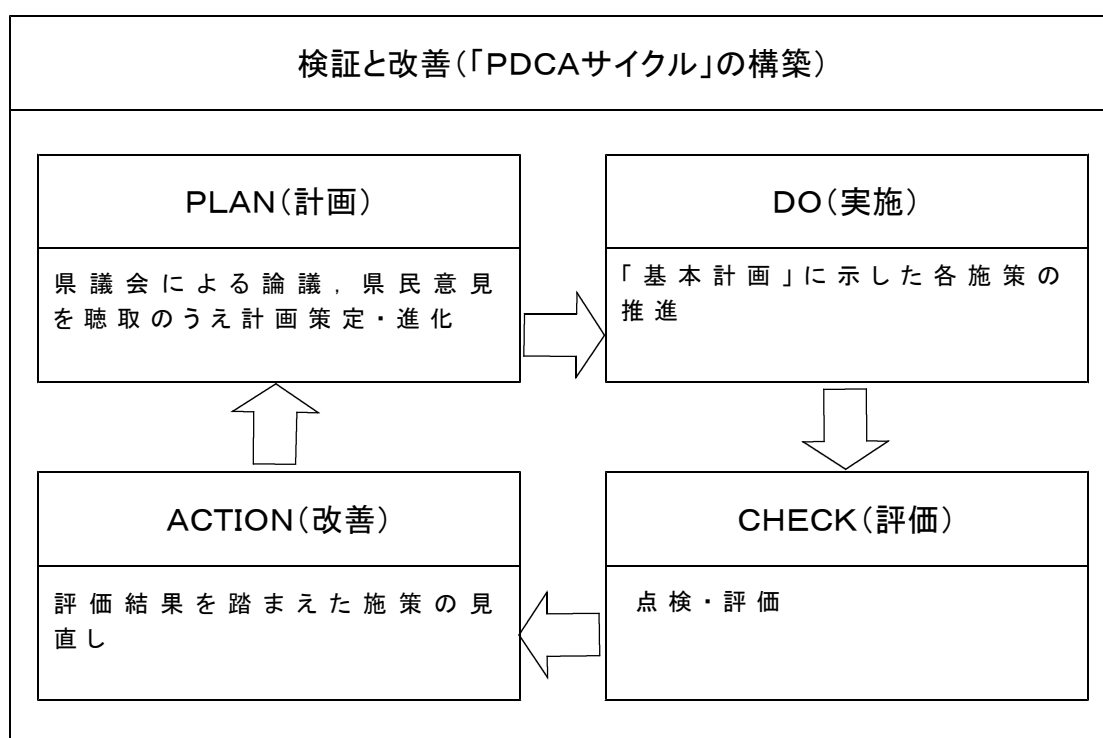 検証と改善(「PDCAサイクル」の構築)
PLAN(計画)
県議会による論議,県民意見
を聴取のうえ計画策定・進化
DO(実施)
「基本計画」に示した各施策の
推進
ACTION(改善)
評価結果を踏まえた施策の見
直し
CHECK(評価)
点検・評価